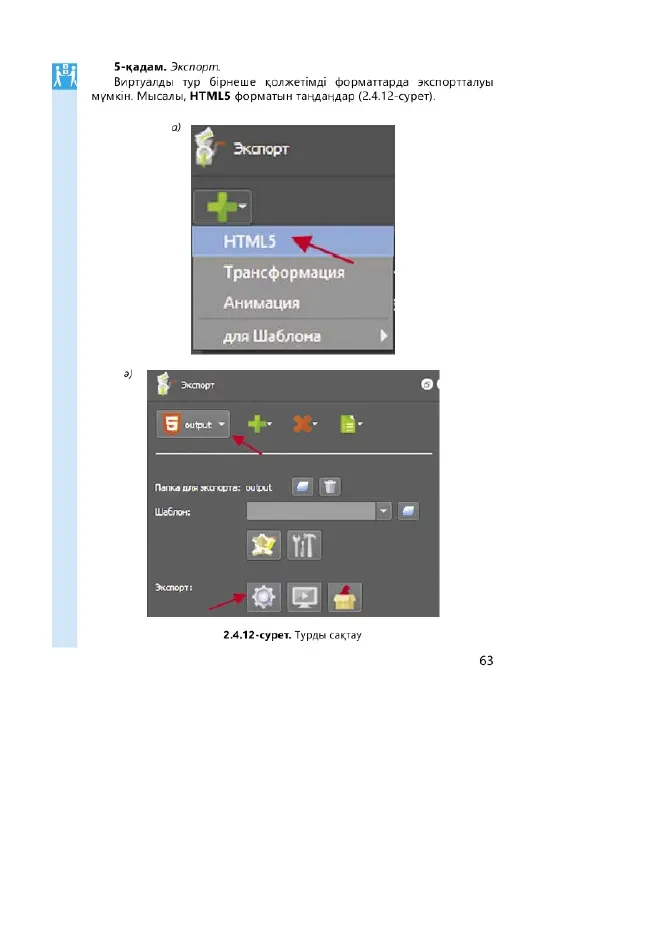 5-қадам. Экспорт.
Виртуалды тур бірнеше қолжетімді форматтарда экспортталуы
мүмкін. Мысалы, HTML5 форматын таңдаңдар (2.4.12-сурет).
а)
Экспорт
HTML5
Трансформация
Анимация
для Шаблона
ә)
Экспорт
output
Папка для экспорта: output
Шаблон:
Экспорт:
2.4.12-сурет. Турды сақтау
63